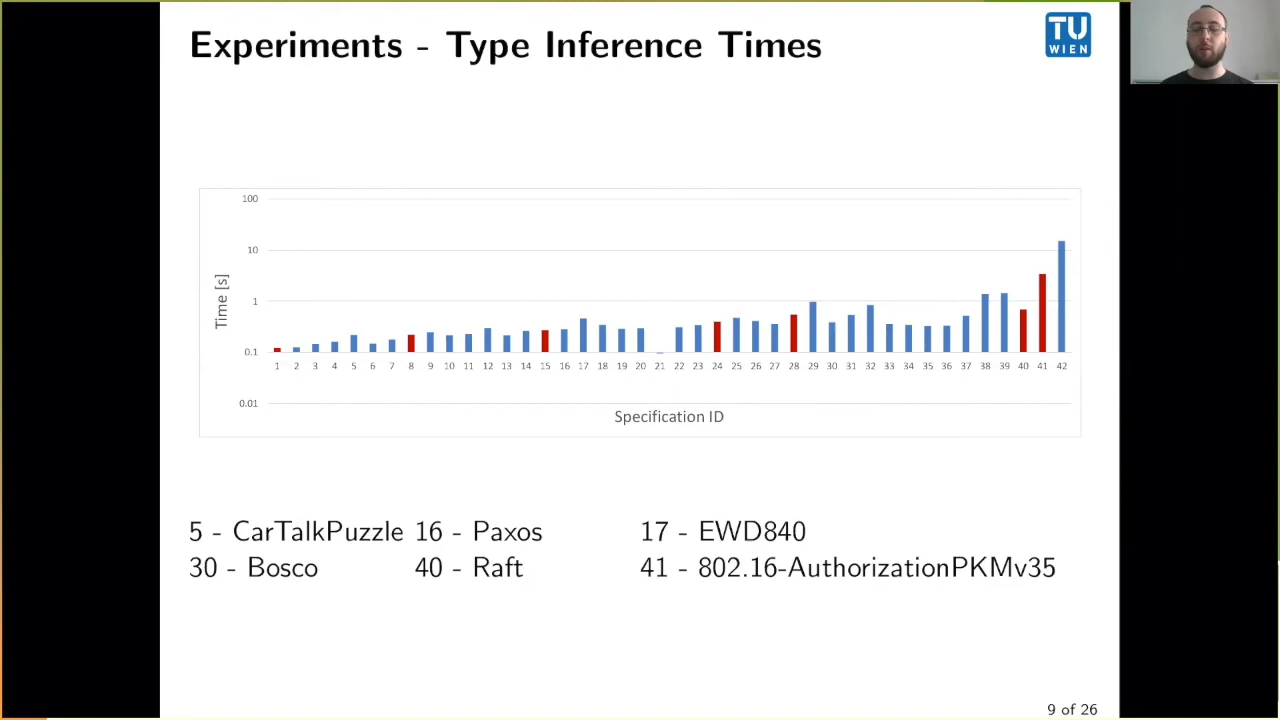 Experiments - Type Inference Times
TU
WIEN
100
10
1
0.1
0.01
Time [s]
1 2 3 4 5 6 7 8 9 10 11 12 13 14 15 16 17 18 19 20 21 22 23 24 25 26 27 28 29 30 31 32 33 34 35 36 37 38 39 40 41 42
Specification ID
5 - CarTalkPuzzle 16 - Paxos 17 - EWD840
30 - Bosco 40 - Raft 41 - 802.16-AuthorizationPKMv35
9 of 26